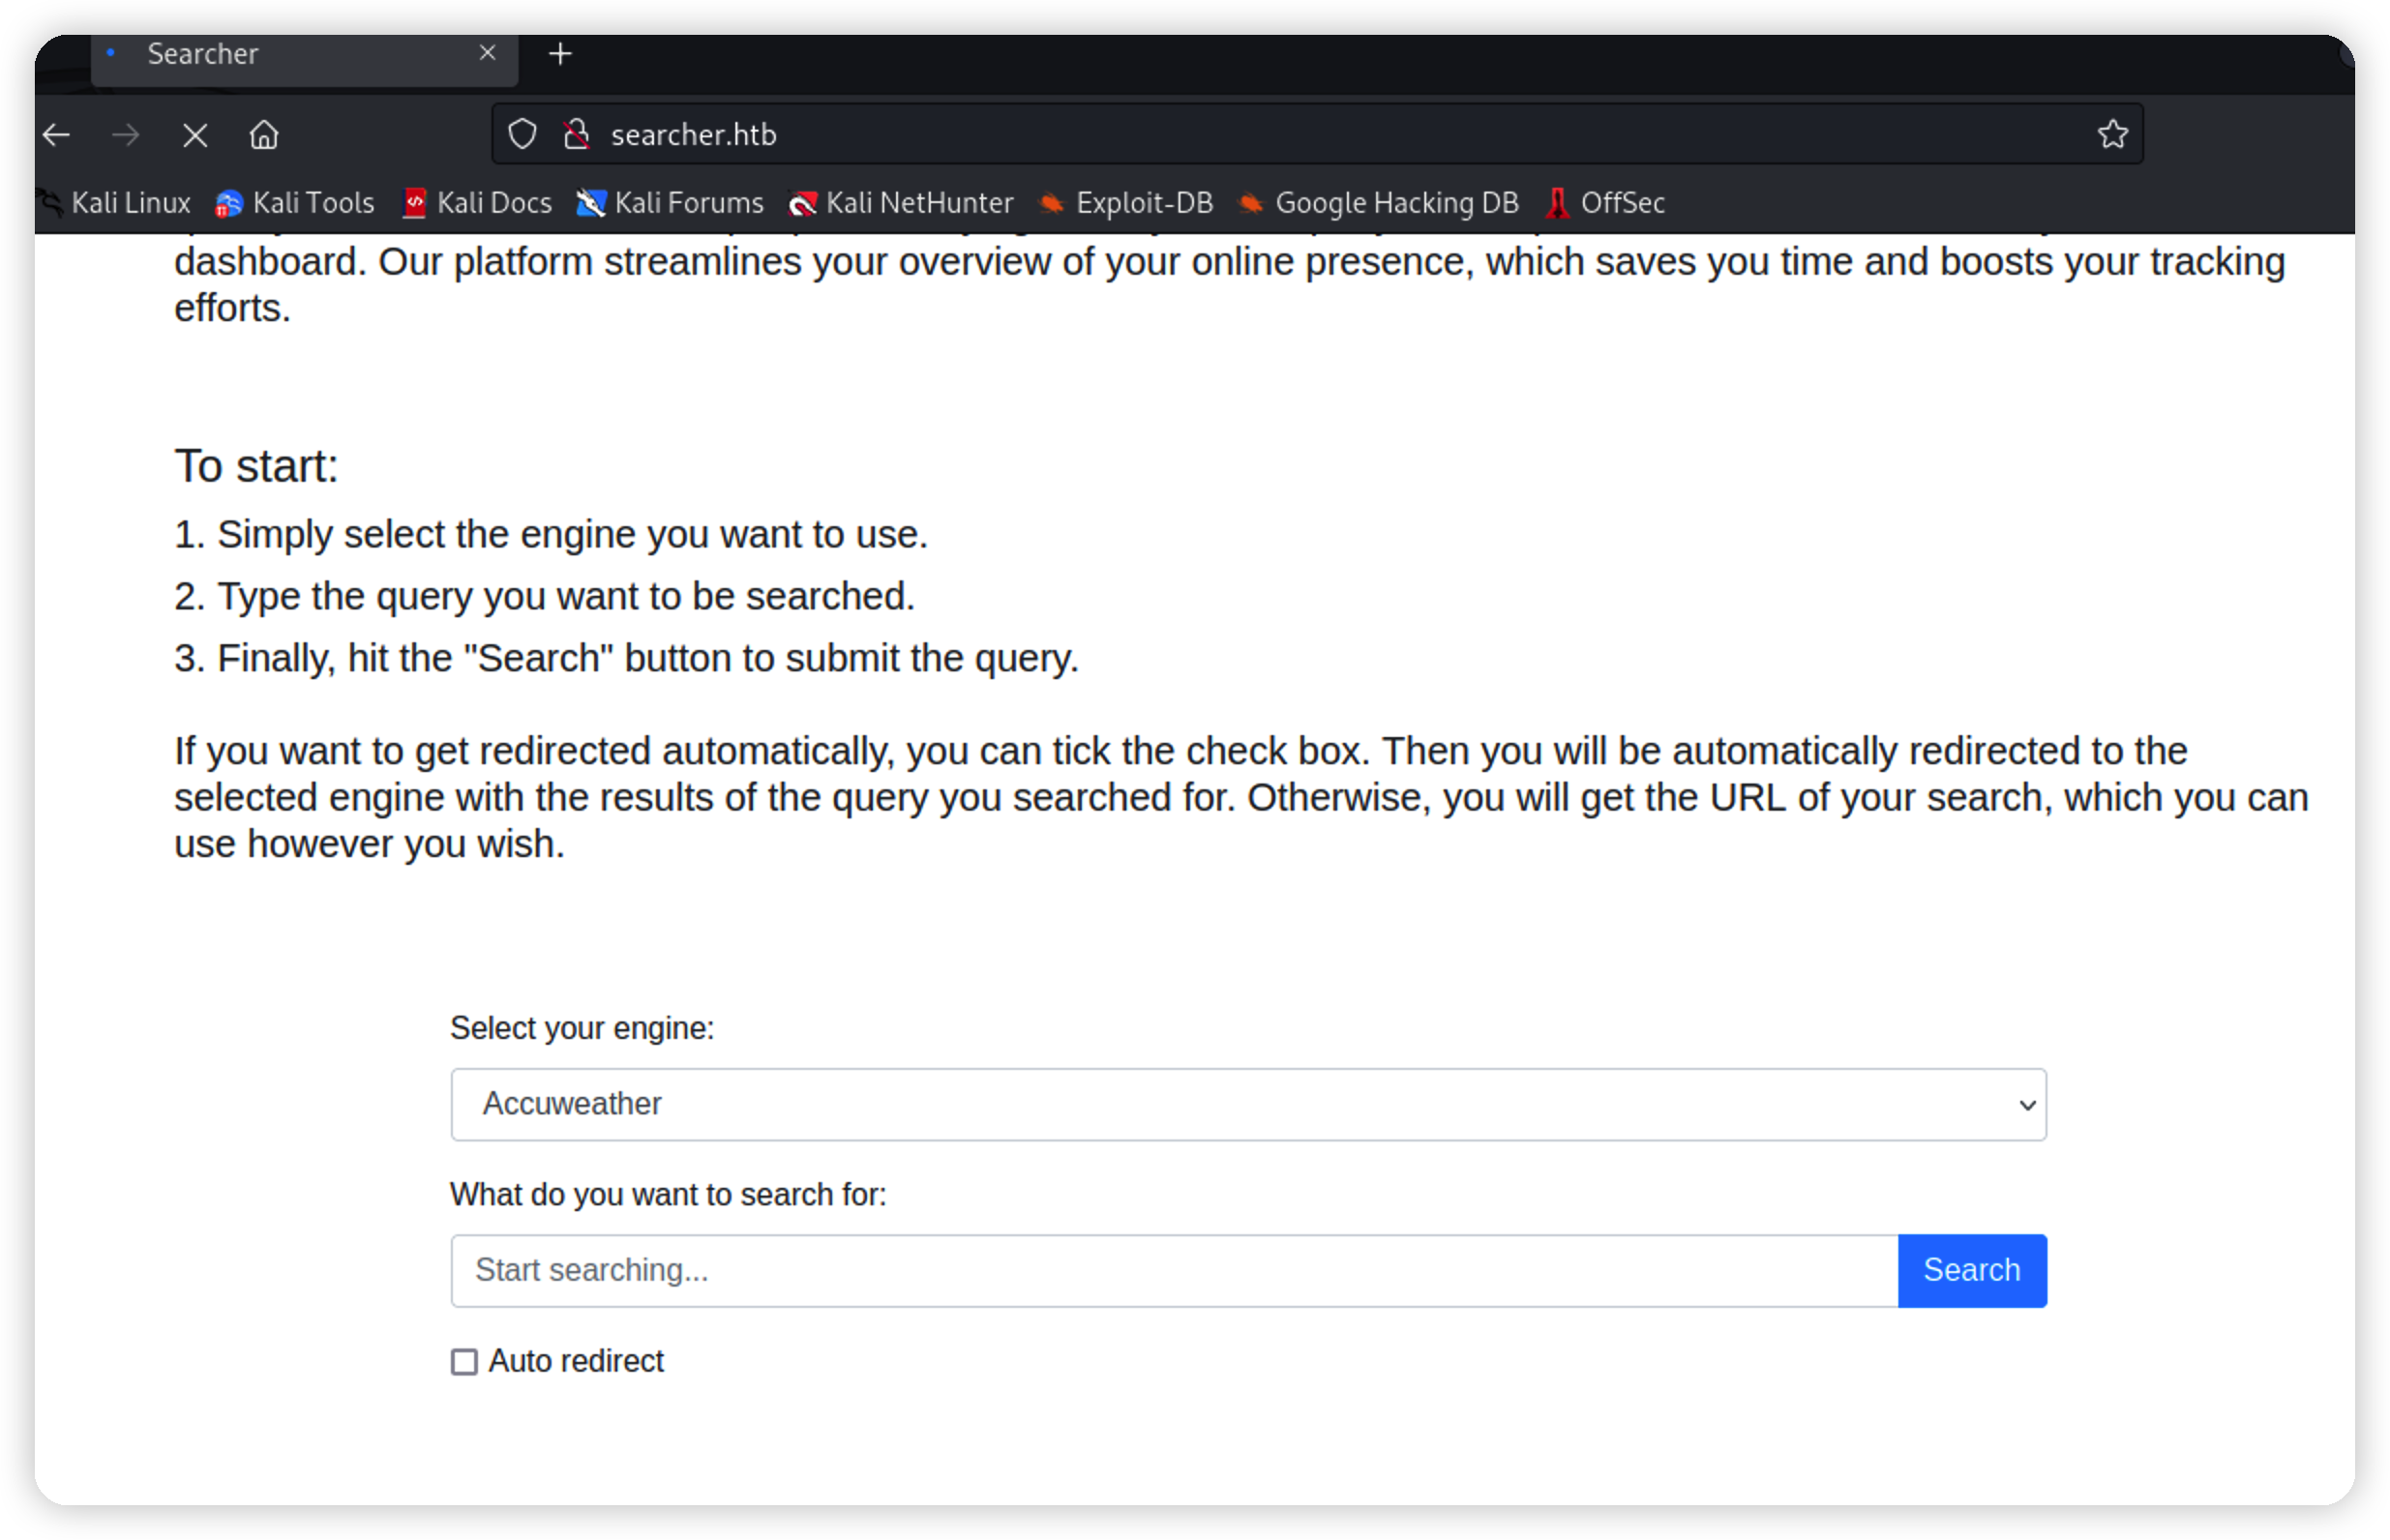 Searcher
searcher.htb
Kali Linux Kali Tools Kali Docs Kali Forums Kali NetHunter Exploit-DB Google Hacking DB OffSec
dashboard. Our platform streamlines your overview of your online presence, which saves you time and boosts your tracking
efforts.
To start:
1. Simply select the engine you want to use.
2. Type the query you want to be searched.
3. Finally, hit the "Search" button to submit the query.
If you want to get redirected automatically, you can tick the check box. Then you will be automatically redirected to the
selected engine with the results of the query you searched for. Otherwise, you will get the URL of your search, which you can
use however you wish.
Select your engine:
Accuweather
What do you want to search for:
Start searching...
Search
Auto redirect